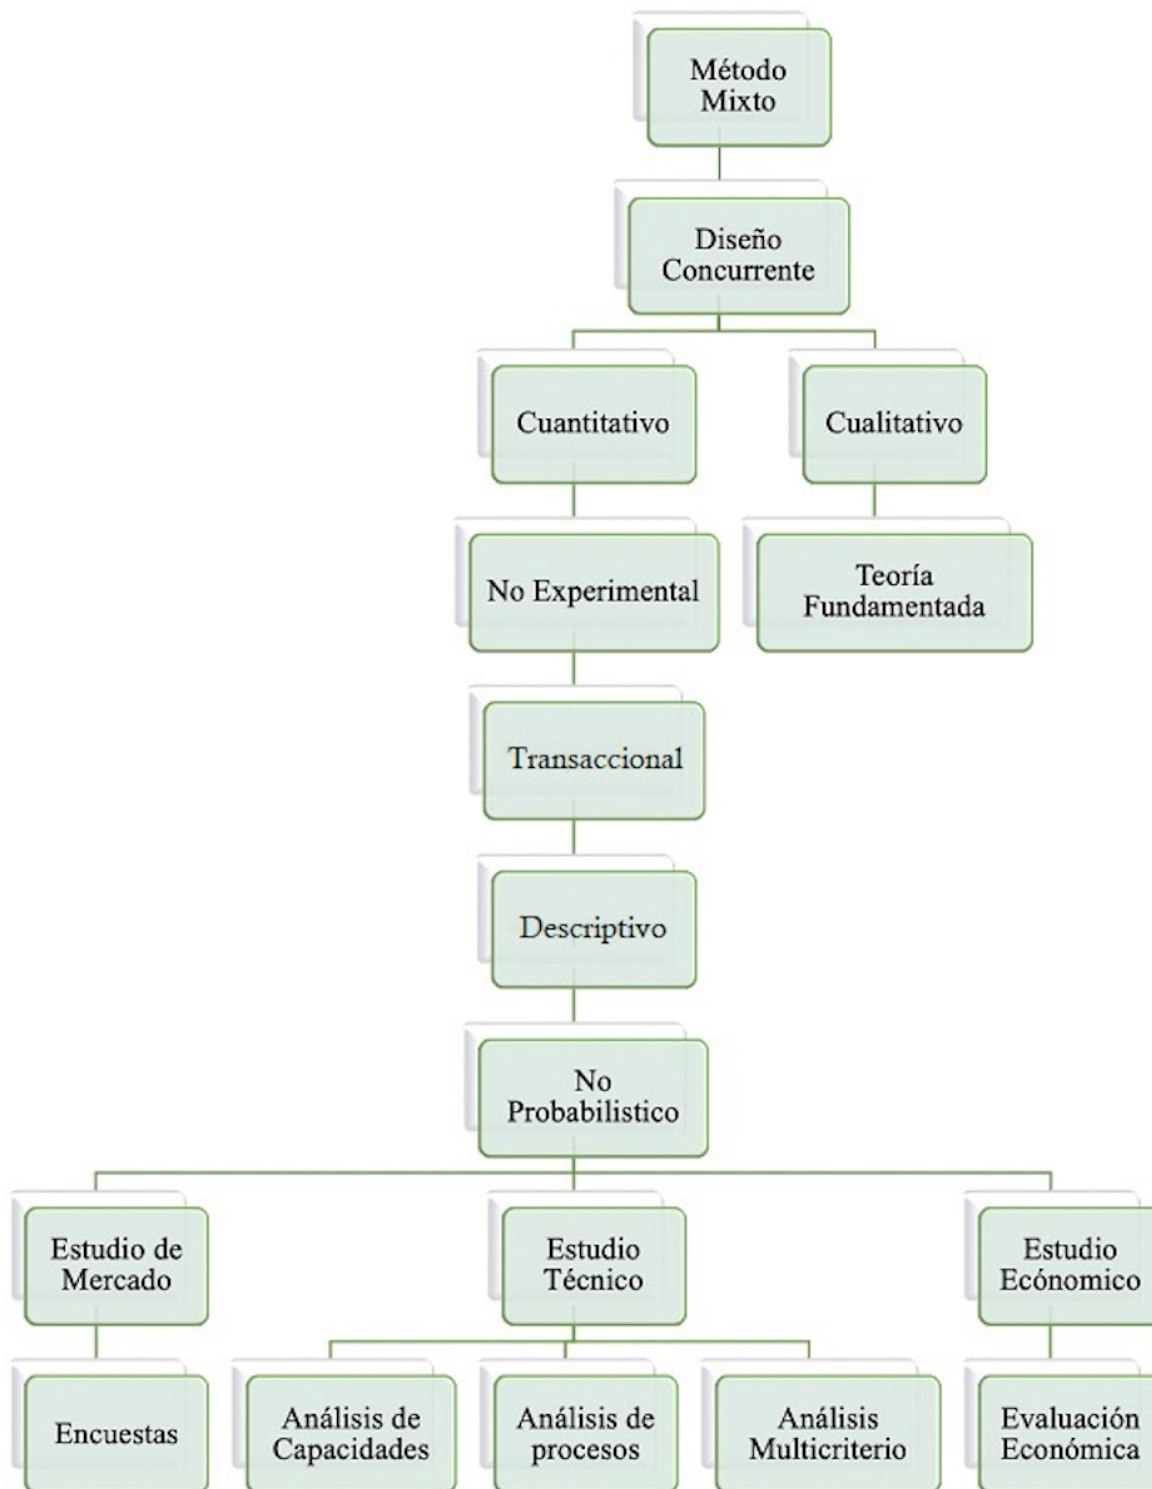 Método
Mixto
Diseño
Concurrente
Cuantitativo
Cualitativo
No Experimental
Teoría
Fundamentada
Transaccional
Descriptivo
No
Probabilistico
Estudio de
Mercado
Estudio
Técnico
Estudio
Ecónomico
Encuestas
Análisis de
Capacidades
Análisis de
procesos
Análisis
Multicriterio
Evaluación
Económica